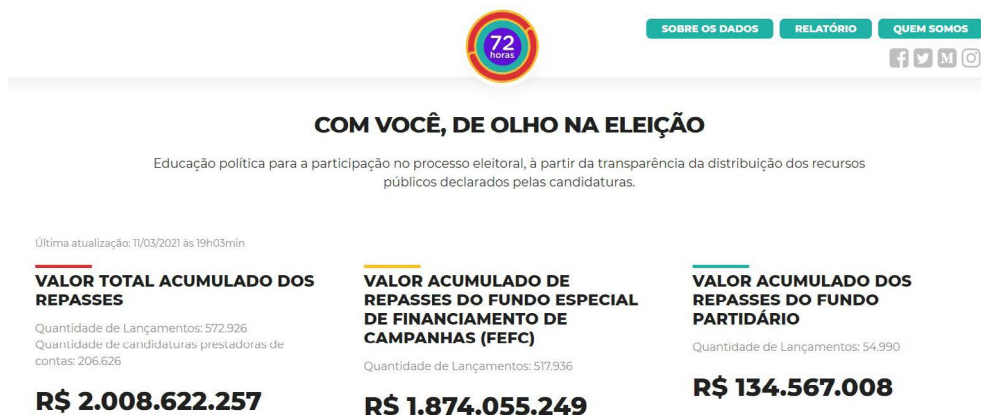 72
horas
SOBRE OS DADOS
RELATÓRIO
QUEM SOMOS
COM VOCÊ, DE OLHO NA ELEIÇÃO
Educação política para a participação no processo eleitoral, à partir da transparência da distribuição dos recursos
públicos declarados pelas candidaturas.
Última atualização: 11/03/2021 às 19h03min
VALOR TOTAL ACUMULADO DOS
REPASSES
Quantidade de Lançamentos: 572.926
Quantidade de candidaturas prestadoras de
contas: 206.626
R$ 2.008.622.257
VALOR ACUMULADO DE
REPASSES DO FUNDO ESPECIAL
DE FINANCIAMENTO DE
CAMPANHAS (FEFC)
Quantidade de Lançamentos: 517.936
R$ 1.874.055.249
VALOR ACUMULADO DOS
REPASSES DO FUNDO
PARTIDÁRIO
Quantidade de Lançamentos: 54.990
R$ 134.567.008